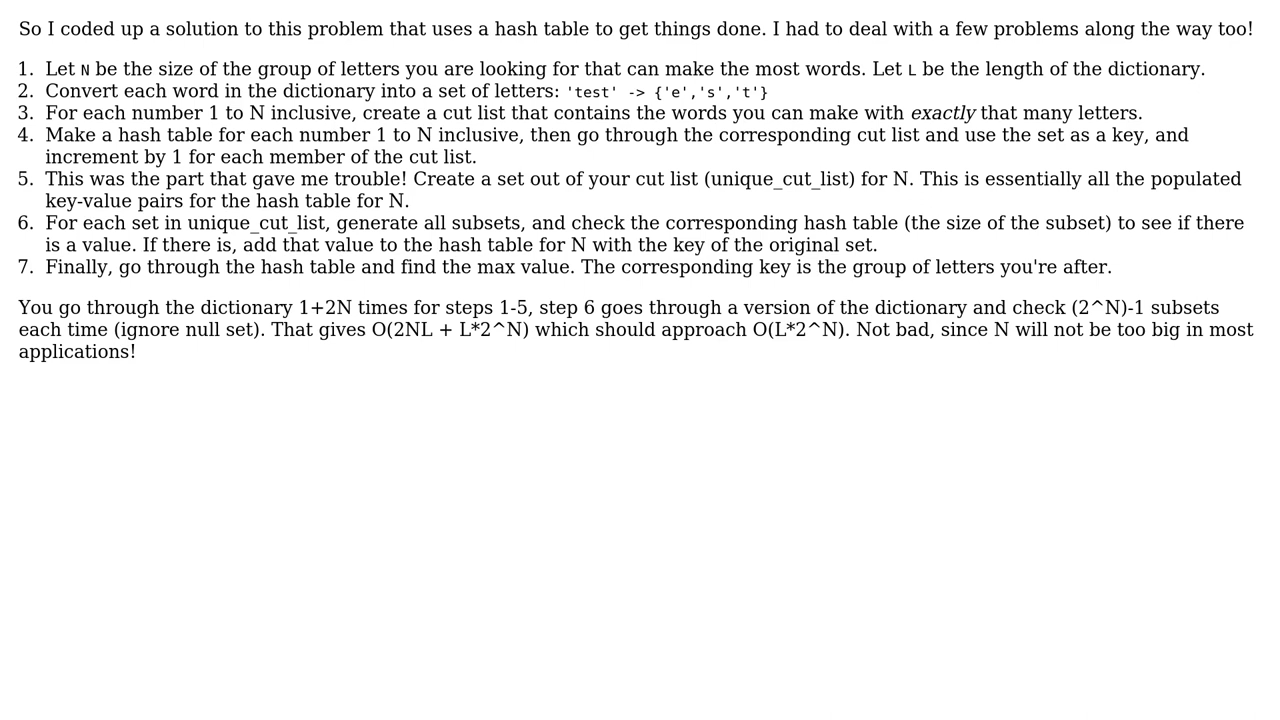 So I coded up a solution to this problem that uses a hash table to get things done. I had to deal with a few problems along the way too!
1. Let N be the size of the group of letters you are looking for that can make the most words. Let L be the length of the dictionary.
2. Convert each word in the dictionary into a set of letters: 'test' -> {'e','s','t'}
3. For each number 1 to N inclusive, create a cut list that contains the words you can make with exactly that many letters.
4. Make a hash table for each number 1 to N inclusive, then go through the corresponding cut list and use the set as a key, and
increment by 1 for each member of the cut list.
5. This was the part that gave me trouble! Create a set out of your cut list (unique_cut_list) for N. This is essentially all the populated
key-value pairs for the hash table for N.
6. For each set in unique_cut_list, generate all subsets, and check the corresponding hash table (the size of the subset) to see if there
is a value. If there is, add that value to the hash table for N with the key of the original set.
7. Finally, go through the hash table and find the max value. The corresponding key is the group of letters you're after.
You go through the dictionary 1+2N times for steps 1-5, step 6 goes through a version of the dictionary and check (2^N)-1 subsets
each time (ignore null set). That gives O(2NL + L*2^N) which should approach O(L*2^N). Not bad, since N will not be too big in most
applications!